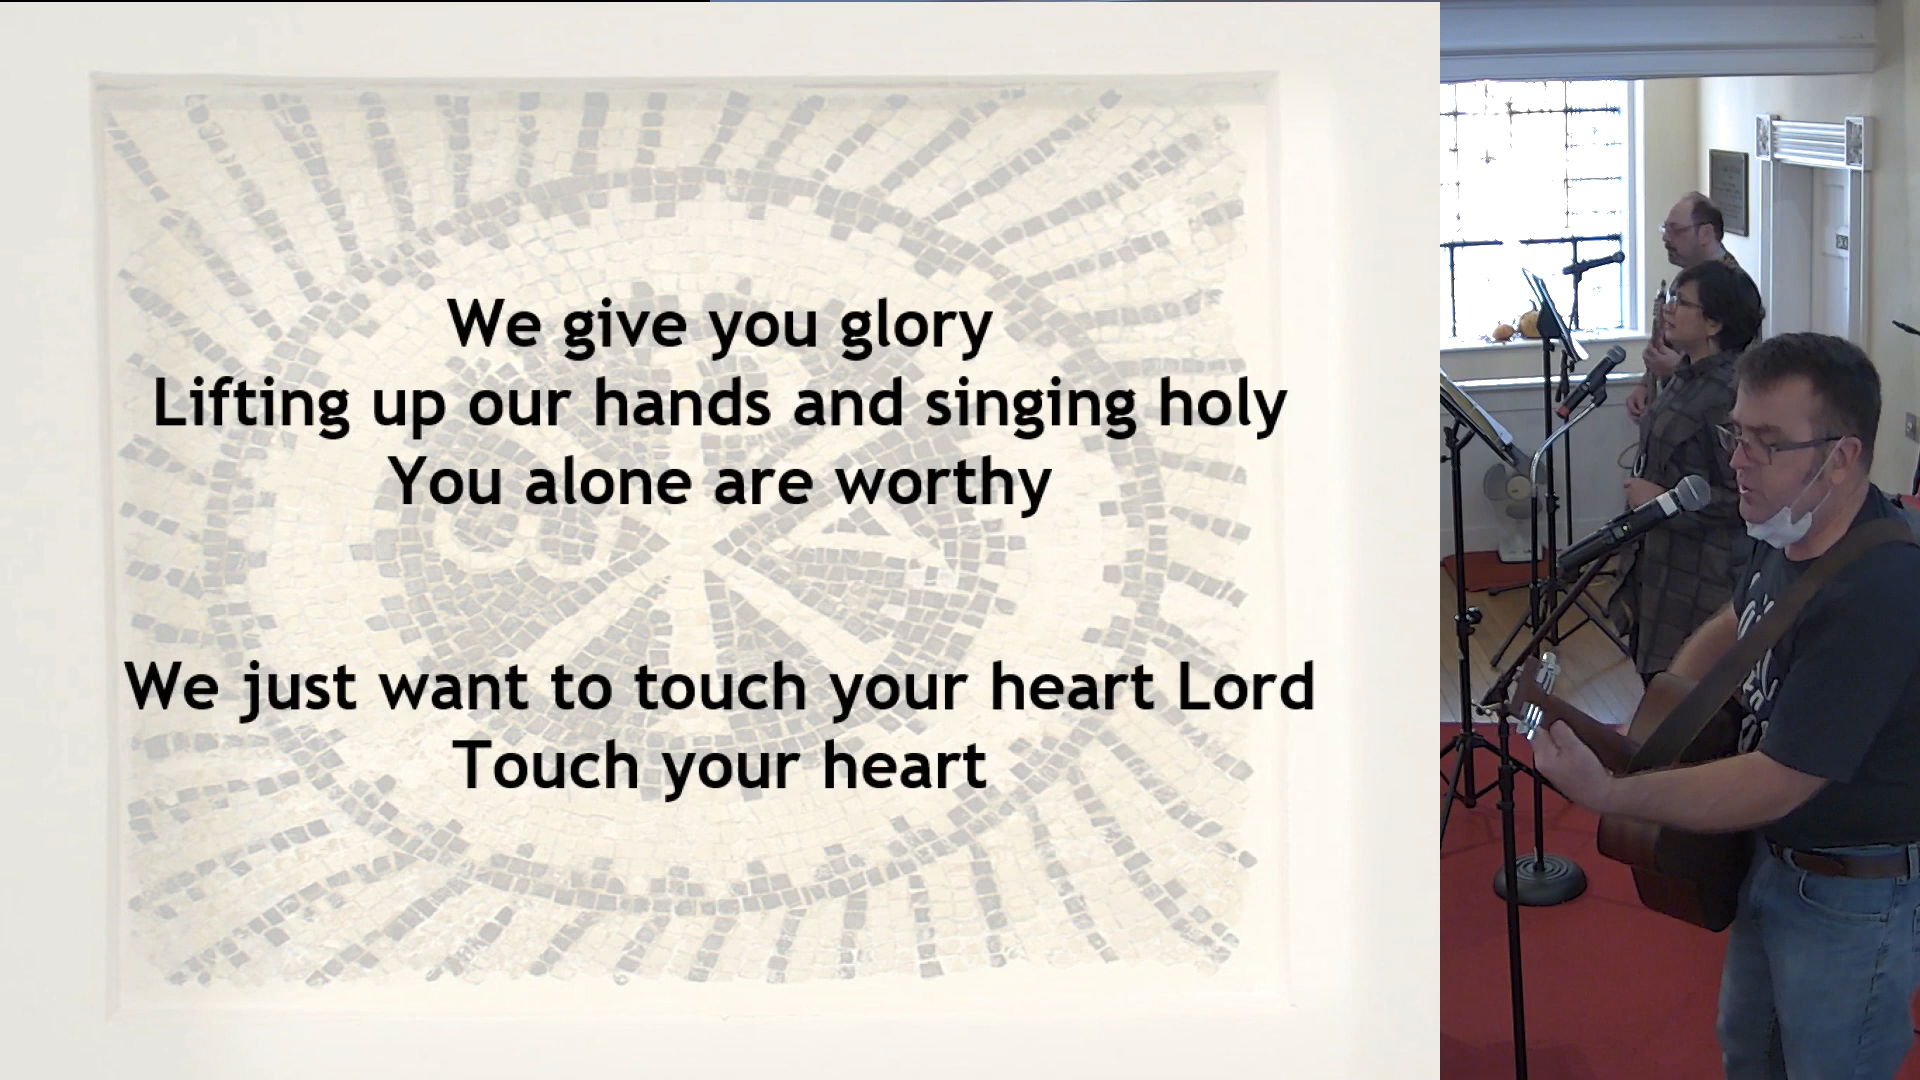 We give you glory
Lifting up our hands and singing holy
You alone are worthy
We just want to touch your heart Lord
Touch your heart